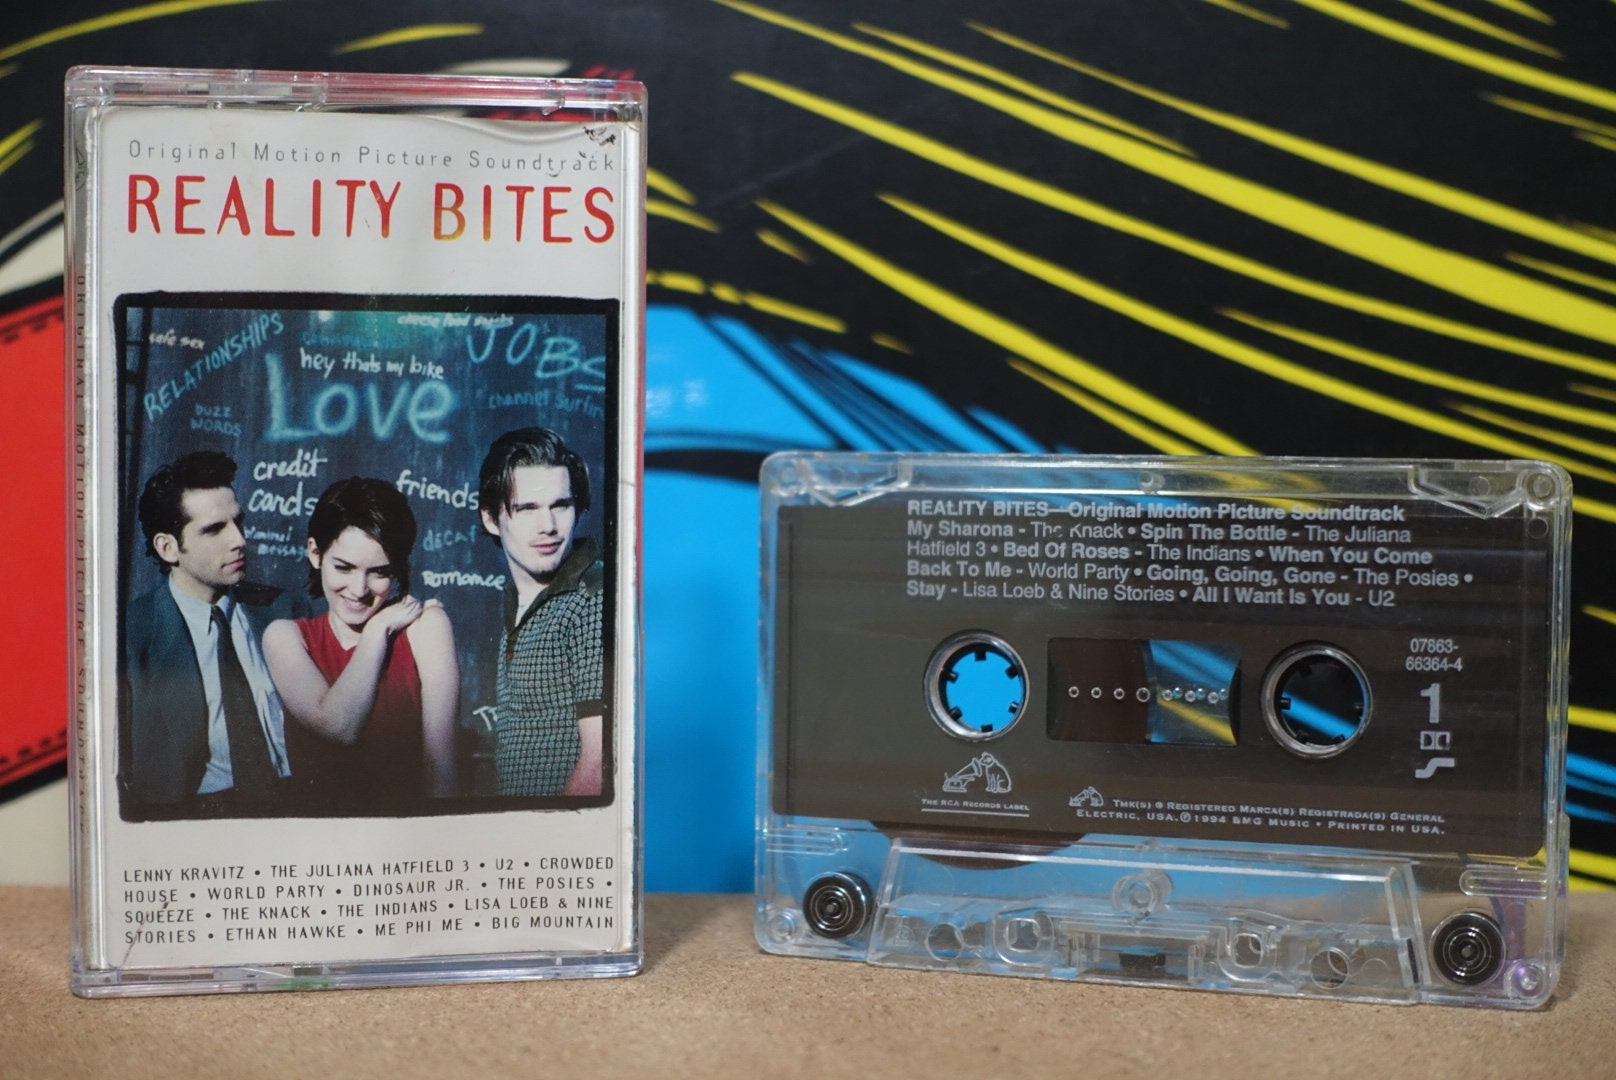 Original Motion Picture Soundtrack
REALITY BITES
safe sex
RELATIONSHIPS
cheese food snacks
JOBS
hey thats my bike
Love
channel surfin
BUZZ
WORDS
credit
cards
friends
decaf
romance
LENNY KRAVITZ • THE JULIANA HATFIELD 3 • U2 • CROWDED
HOUSE • WORLD PARTY • DINOSAUR JR. • THE POSIES •
SQUEEZE • THE KNACK • THE INDIANS • LISA LOEB & NINE
STORIES • ETHAN HAWKE • ME PHI ME • BIG MOUNTAIN
ORIGINAL MOTION PICTURE SOUNDTRACK
REALITY BITES—Original Motion Picture Soundtrack
My Sharona - The Knack • Spin The Bottle - The Juliana
Hatfield 3 • Bed Of Roses - The Indians • When You Come
Back To Me - World Party • Going, Going, Gone - The Posies •
Stay - Lisa Loeb & Nine Stories • All I Want Is You - U2
07863-
66364-4
1
THE RCA RECORDS LABEL
TMK(S) ® REGISTERED MARCA(S) REGISTRADA(S) GENERAL
ELECTRIC, USA. ℗ 1994 BMG MUSIC • PRINTED IN USA.